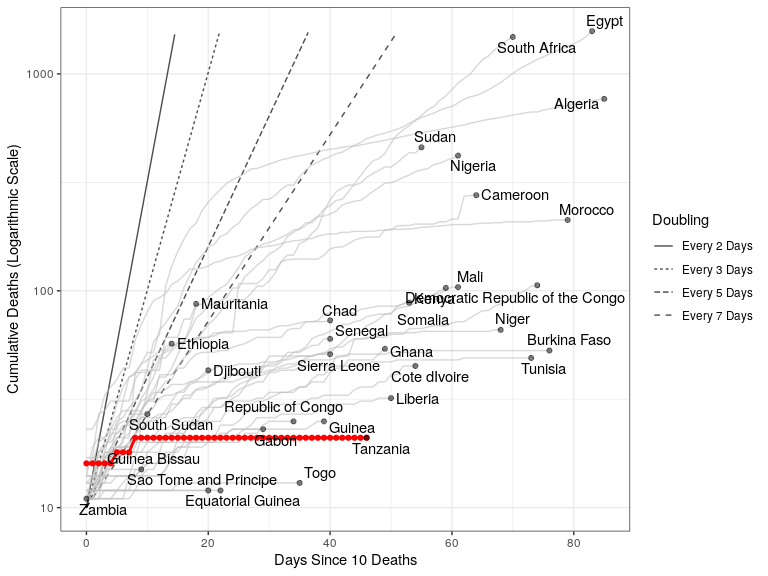 Egypt
South Africa
Algeria
Sudan
Nigeria
Cameroon
Morocco
Mali
Kenya
Democratic Republic of the Congo
Mauritania
Chad
Somalia
Niger
Senegal
Ethiopia
Burkina Faso
Ghana
Sierra Leone
Tunisia
Djibouti
Cote dIvoire
Liberia
Republic of Congo
South Sudan
Guinea
Gabon
Tanzania
Guinea Bissau
Sao Tome and Principe
Togo
Equatorial Guinea
Zambia
1000
100
10
0
20
40
60
80
Days Since 10 Deaths
Cumulative Deaths (Logarithmic Scale)
Doubling
Every 2 Days
Every 3 Days
Every 5 Days
Every 7 Days